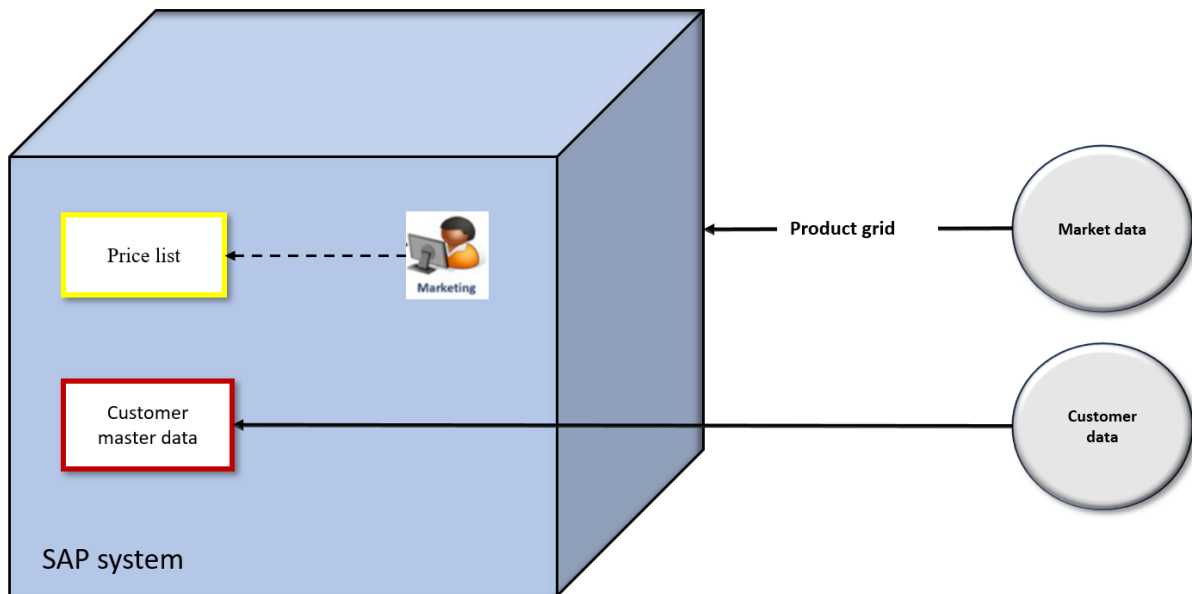 Price list
Marketing
Product grid
Market data
Customer
master data
Customer
data
SAP system